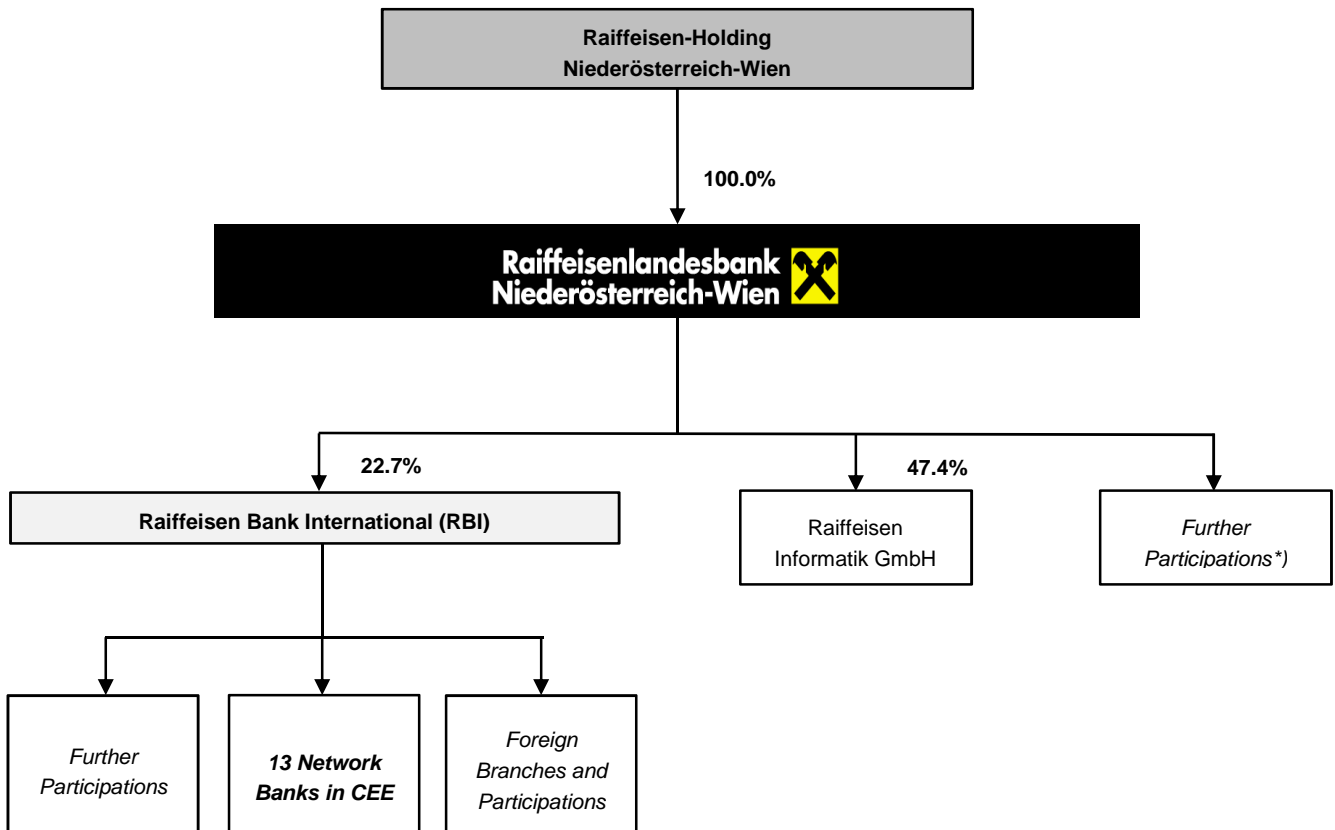 Raiffeisen-Holding
Niederösterreich-Wien
100.0%
Raiffeisenlandesbank
Niederösterreich-Wien
22.7%
47.4%
Raiffeisen Bank International (RBI)
Raiffeisen
Informatik GmbH
Further
Participations*)
Further
Participations
13 Network
Banks in CEE
Foreign
Branches and
Participations